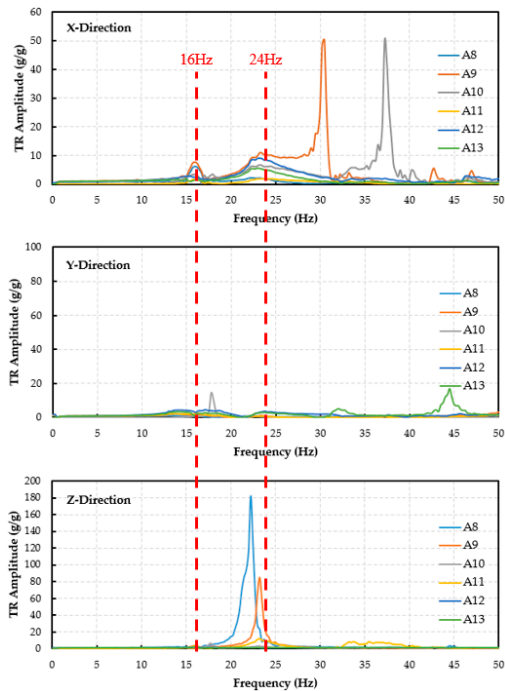 X-Direction
16Hz
24Hz
TR Amplitude (g/g)
60
50
40
30
20
10
0
A8
A9
A10
A11
A12
A13
0 5 10 15 20 25 30 35 40 45 50
Frequency (Hz)
Y-Direction
TR Amplitude (g/g)
100
80
60
40
20
0
A8
A9
A10
A11
A12
A13
0 5 10 15 20 25 30 35 40 45 50
Frequency (Hz)
Z-Direction
TR Amplitude (g/g)
200
180
160
140
120
100
80
60
40
20
0
A8
A9
A10
A11
A12
A13
0 5 10 15 20 25 30 35 40 45 50
Frequency (Hz)